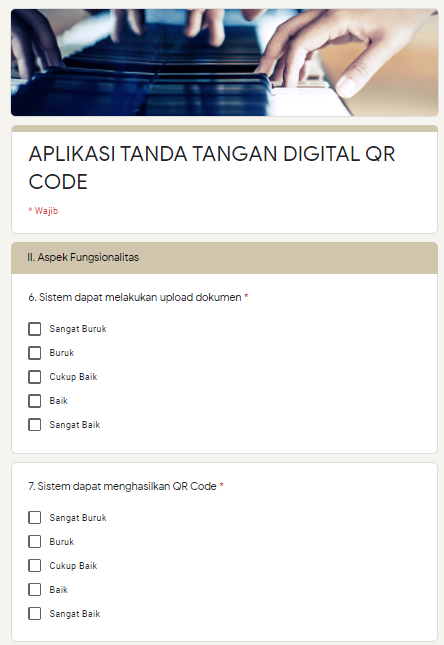 APLIKASI TANDA TANGAN DIGITAL QR
CODE
* Wajib
II. Aspek Fungsionalitas
6. Sistem dapat melakukan upload dokumen *
Sangat Buruk
Buruk
Cukup Baik
Baik
Sangat Baik
7. Sistem dapat menghasilkan QR Code *
Sangat Buruk
Buruk
Cukup Baik
Baik
Sangat Baik